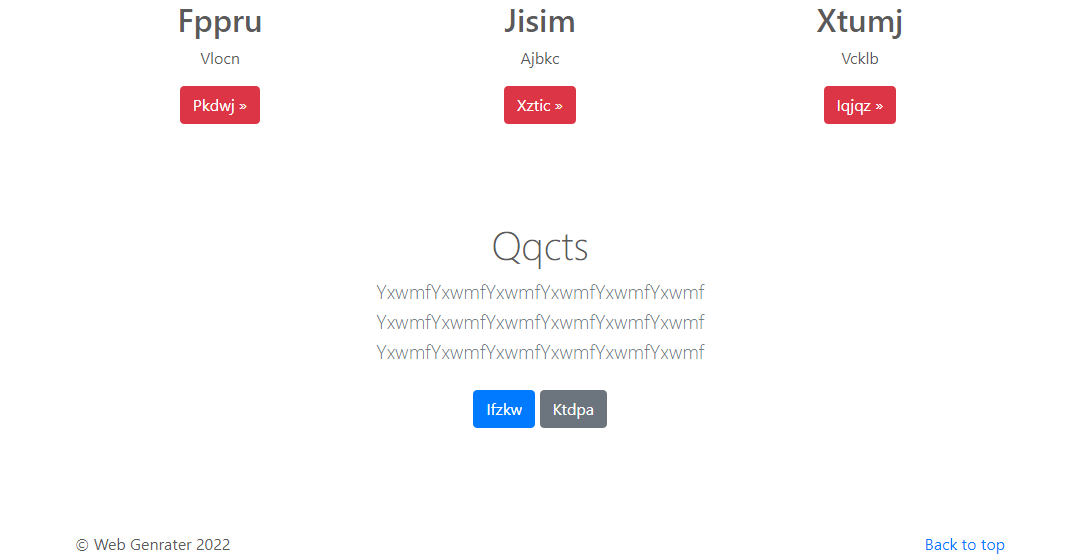 Fppru Jisim Xtumj
Vlocn Ajbkc Vcklb
Pkdwj » Xztic » Iqjqz »
Qqcts
YxwmfYxwmfYxwmfYxwmfYxwmfYxwmf
YxwmfYxwmfYxwmfYxwmfYxwmfYxwmf
YxwmfYxwmfYxwmfYxwmfYxwmfYxwmf
Ifzkw Ktdpa
© Web Genrater 2022 Back to top